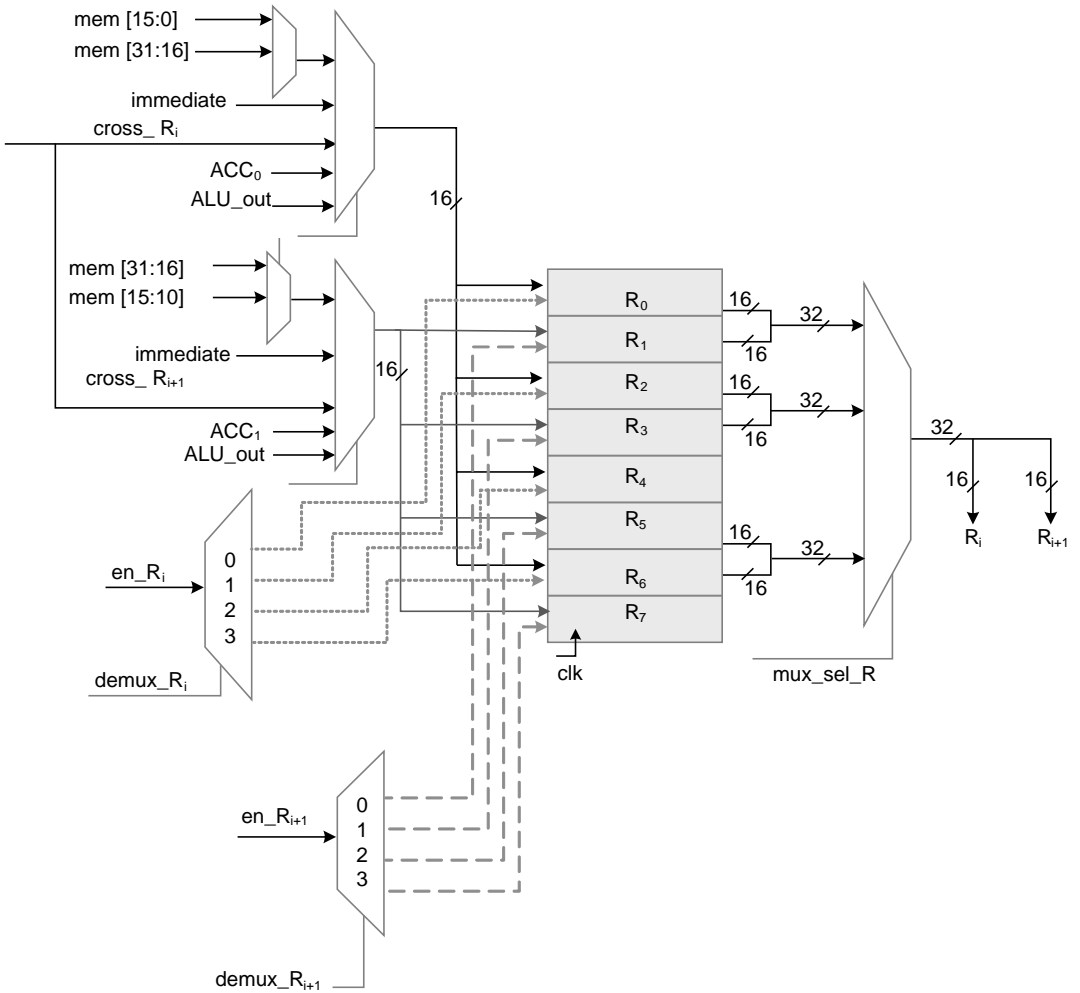 mem [15:0]
mem [31:16]
immediate
cross_ Rᵢ
ACC₀
ALU_out
16
mem [31:16]
mem [15:10]
immediate
cross_ Rᵢ₊₁
ACC₁
ALU_out
16
en_Rᵢ
0
1
2
3
demux_Rᵢ
en_Rᵢ₊₁
0
1
2
3
demux_Rᵢ₊₁
R₀
R₁
R₂
R₃
R₄
R₅
R₆
R₇
clk
16
16
32
16
16
32
16
16
32
mux_sel_R
32
16
16
Rᵢ
Rᵢ₊₁